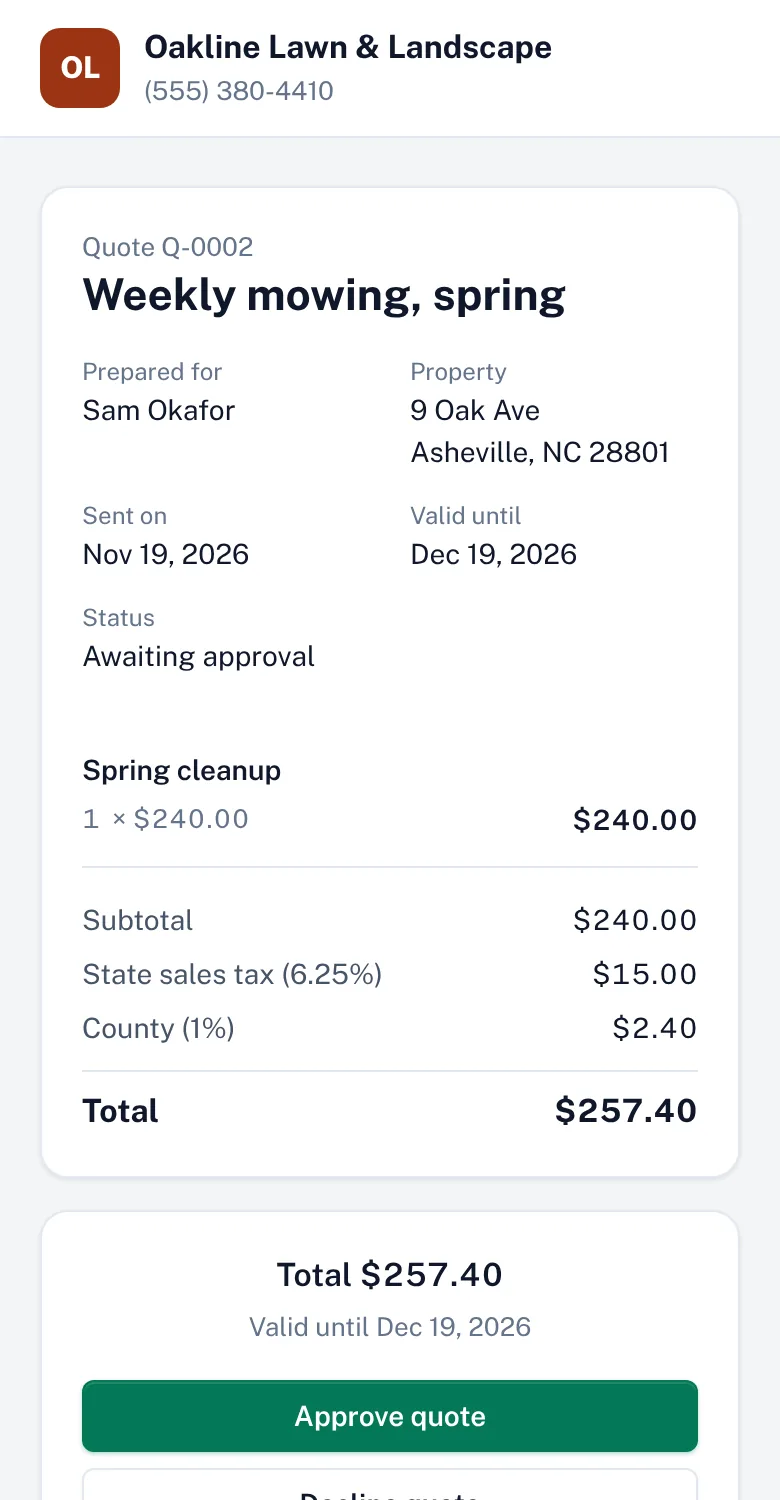 OL
Oakline Lawn & Landscape
(555) 380-4410
Quote Q-0002
Weekly mowing, spring
Prepared for
Sam Okafor
Property
9 Oak Ave
Asheville, NC 28801
Sent on
Nov 19, 2026
Valid until
Dec 19, 2026
Status
Awaiting approval
Spring cleanup
1 × $240.00
$240.00
Subtotal
$240.00
State sales tax (6.25%)
$15.00
County (1%)
$2.40
Total
$257.40
Total $257.40
Valid until Dec 19, 2026
Approve quote
Decline quote